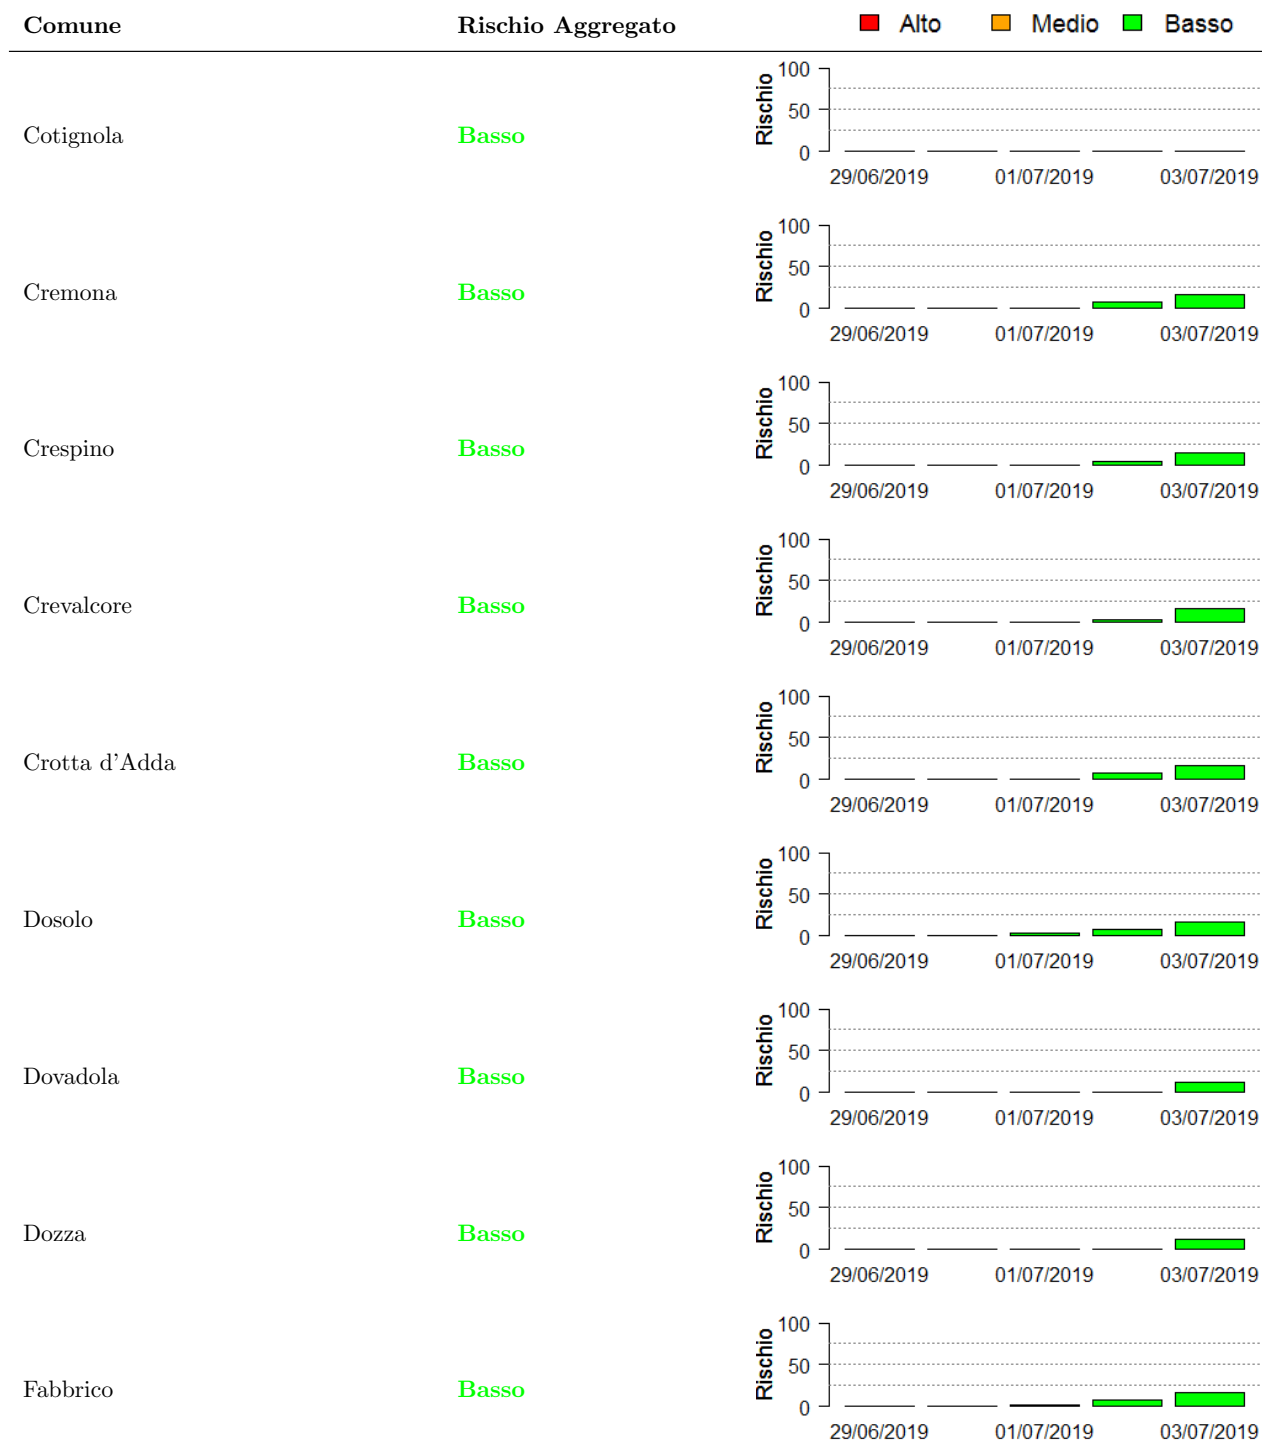 Comune Rischio Aggregato Alto Medio Basso
100
50
0
Rischio
Cotignola Basso
29/06/2019 01/07/2019 03/07/2019
100
50
0
Rischio
Cremona Basso
29/06/2019 01/07/2019 03/07/2019
100
50
0
Rischio
Crespino Basso
29/06/2019 01/07/2019 03/07/2019
100
50
0
Rischio
Crevalcore Basso
29/06/2019 01/07/2019 03/07/2019
100
50
0
Rischio
Crotta d'Adda Basso
29/06/2019 01/07/2019 03/07/2019
100
50
0
Rischio
Dosolo Basso
29/06/2019 01/07/2019 03/07/2019
100
50
0
Rischio
Dovadola Basso
29/06/2019 01/07/2019 03/07/2019
100
50
0
Rischio
Dozza Basso
29/06/2019 01/07/2019 03/07/2019
100
50
0
Rischio
Fabbrico Basso
29/06/2019 01/07/2019 03/07/2019